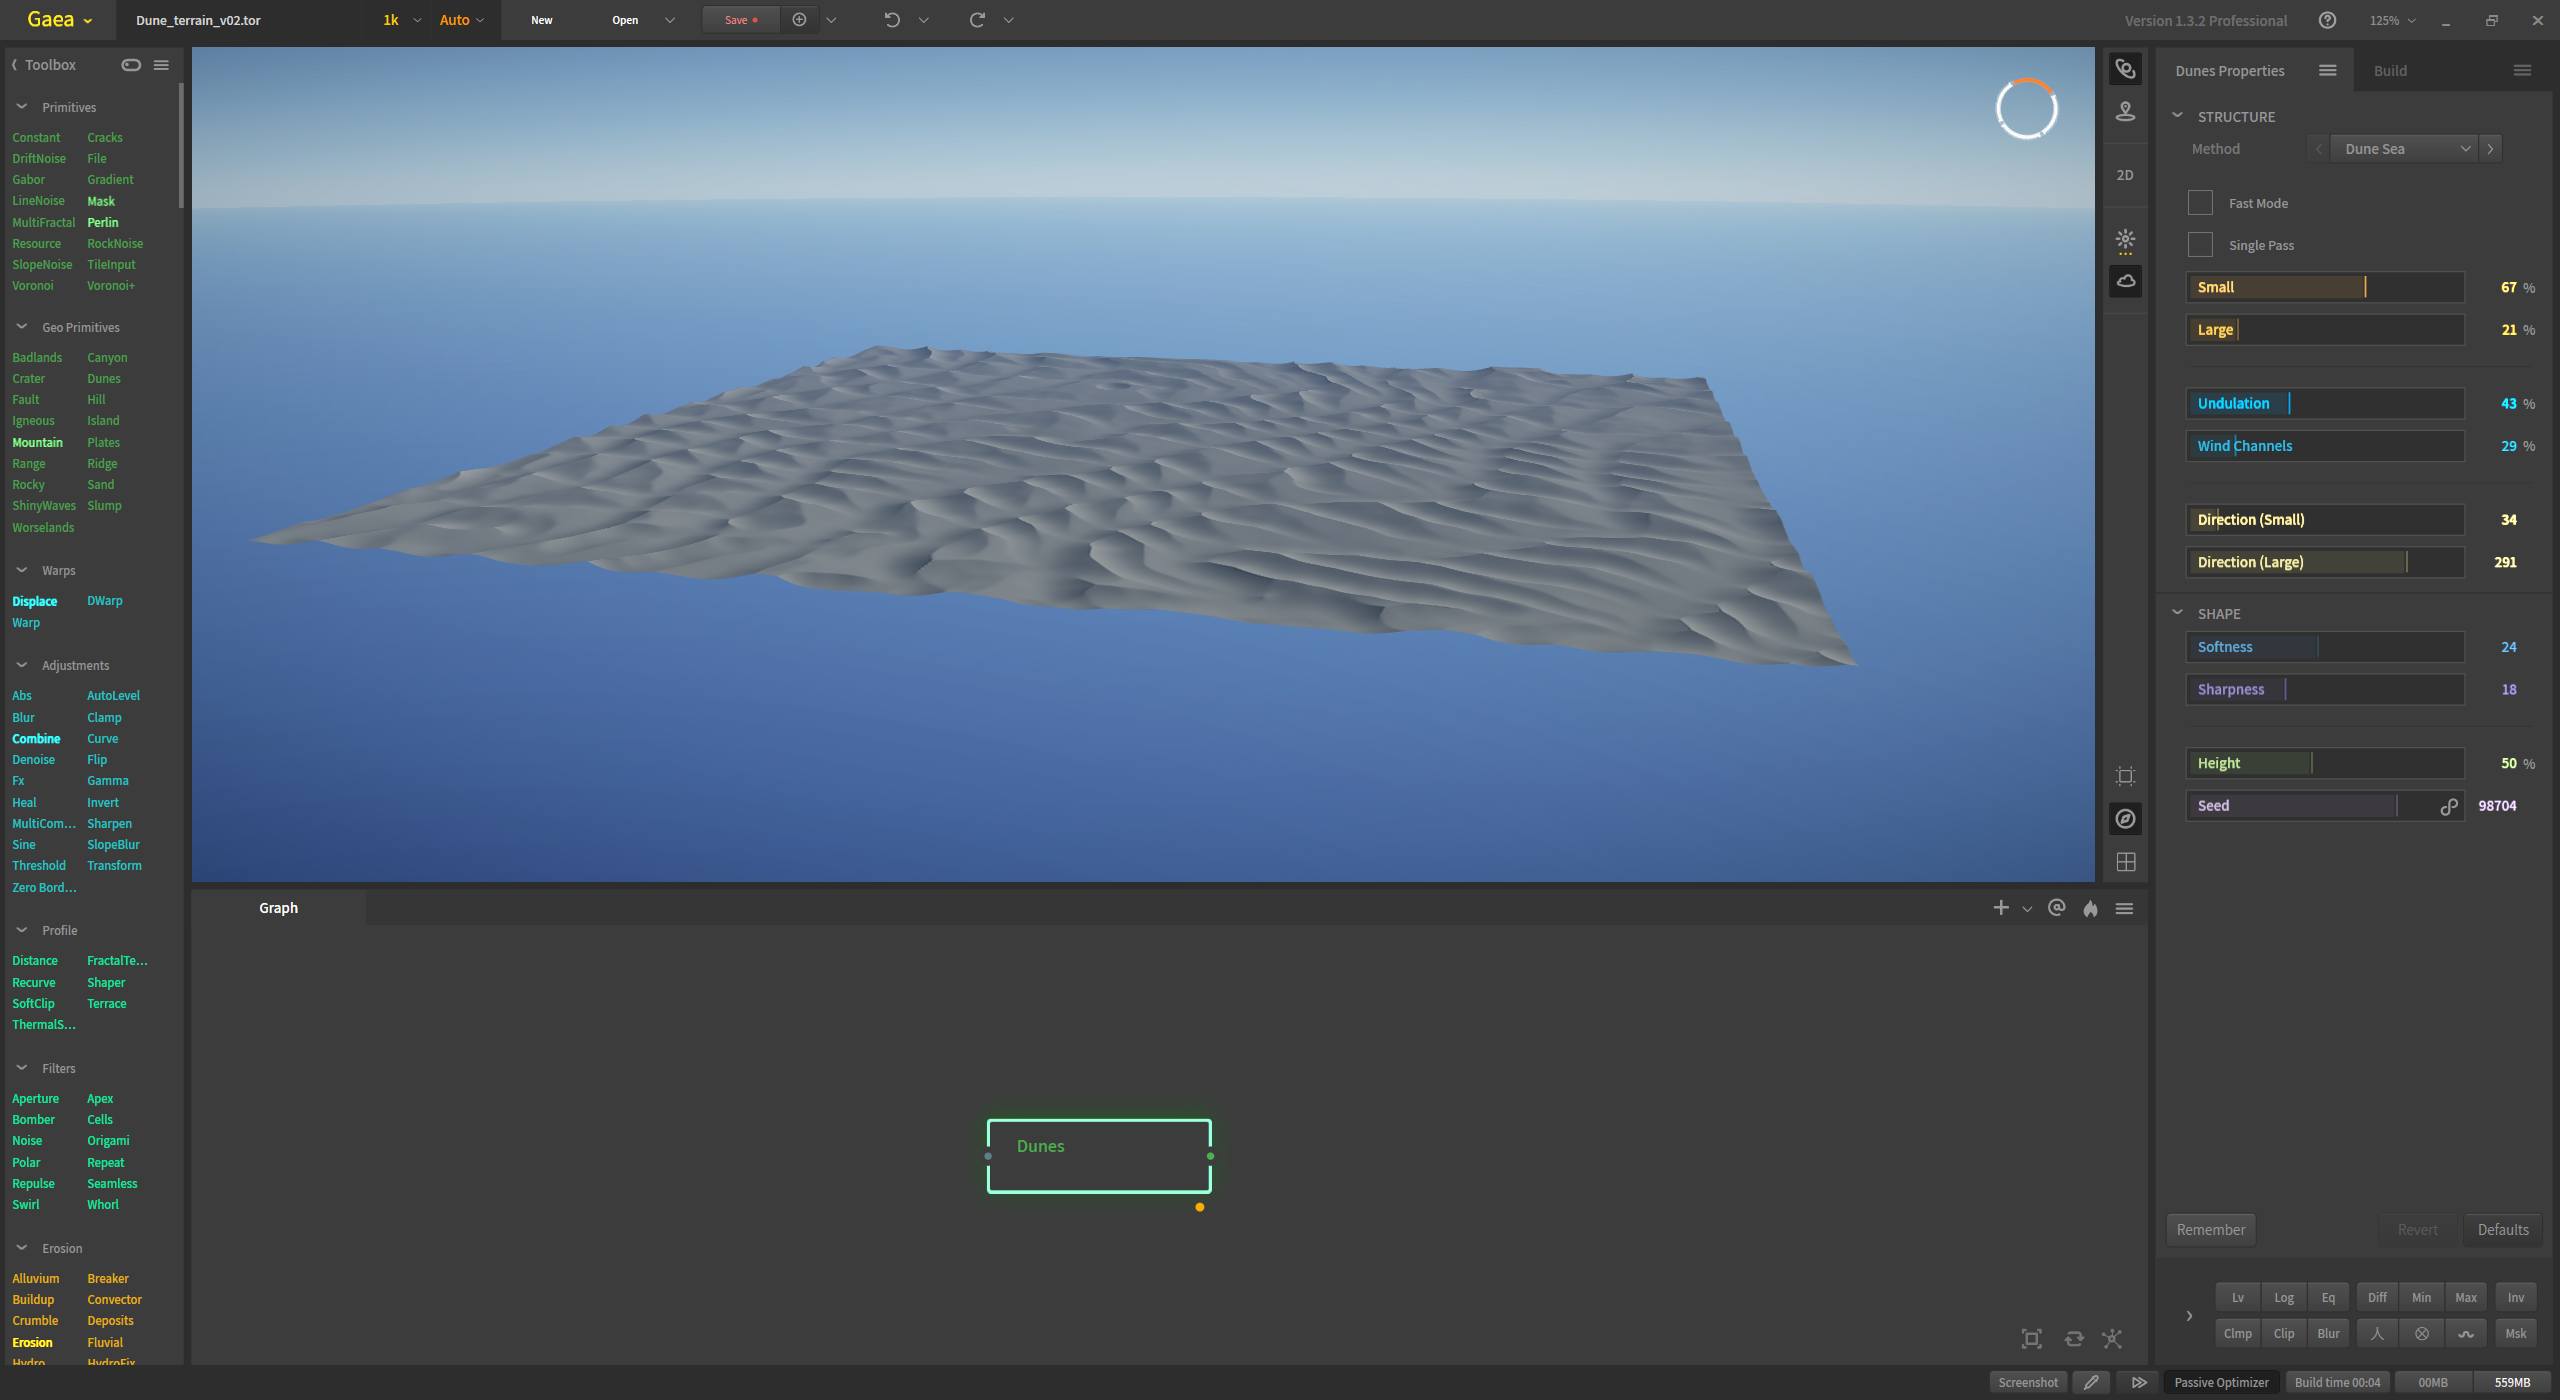 Gaea
Dune_terrain_v02.tor
1k
Auto
New
Open
Save
Version 1.3.2 Professional
125%
Toolbox
Primitives
Constant Cracks
DriftNoise File
Gabor Gradient
LineNoise Mask
MultiFractal Perlin
Resource RockNoise
SlopeNoise TileInput
Voronoi Voronoi+
Geo Primitives
Badlands Canyon
Crater Dunes
Fault Hill
Igneous Island
Mountain Plates
Range Ridge
Rocky Sand
ShinyWaves Slump
Worselands
Warps
Displace DWarp
Warp
Adjustments
Abs AutoLevel
Blur Clamp
Combine Curve
Denoise Flip
Fx Gamma
Heal Invert
MultiCom... Sharpen
Sine SlopeBlur
Threshold Transform
Zero Bord...
Profile
Distance FractalTe...
Recurve Shaper
SoftClip Terrace
ThermalS...
Filters
Aperture Apex
Bomber Cells
Noise Origami
Polar Repeat
Repulse Seamless
Swirl Whorl
Erosion
Alluvium Breaker
Buildup Convector
Crumble Deposits
Erosion Fluvial
Hydro HydroFix
2D
Graph
Dunes
Dunes Properties
Build
STRUCTURE
Method Dune Sea
Fast Mode
Single Pass
Small 67 %
Large 21 %
Undulation 43 %
Wind Channels 29 %
Direction (Small) 34
Direction (Large) 291
SHAPE
Softness 24
Sharpness 18
Height 50 %
Seed 98704
Remember Revert Defaults
Lv Log Eq Diff Min Max Inv
Clmp Clip Blur Msk
Screenshot
Passive Optimizer
Build time 00:04
00MB
559MB